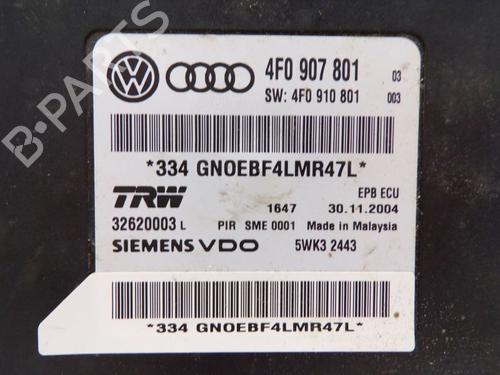 4F0 907 801 03
SW: 4F0 910 801 003
*334 GNOEBF4LMR47L*
TRW EPB ECU
1647 30.11.2004
32620003 L PIR SME 0001 Made in Malaysia
SIEMENS VDO 5WK3 2443
*334 GNOEBF4LMR47L*
B-PARTS